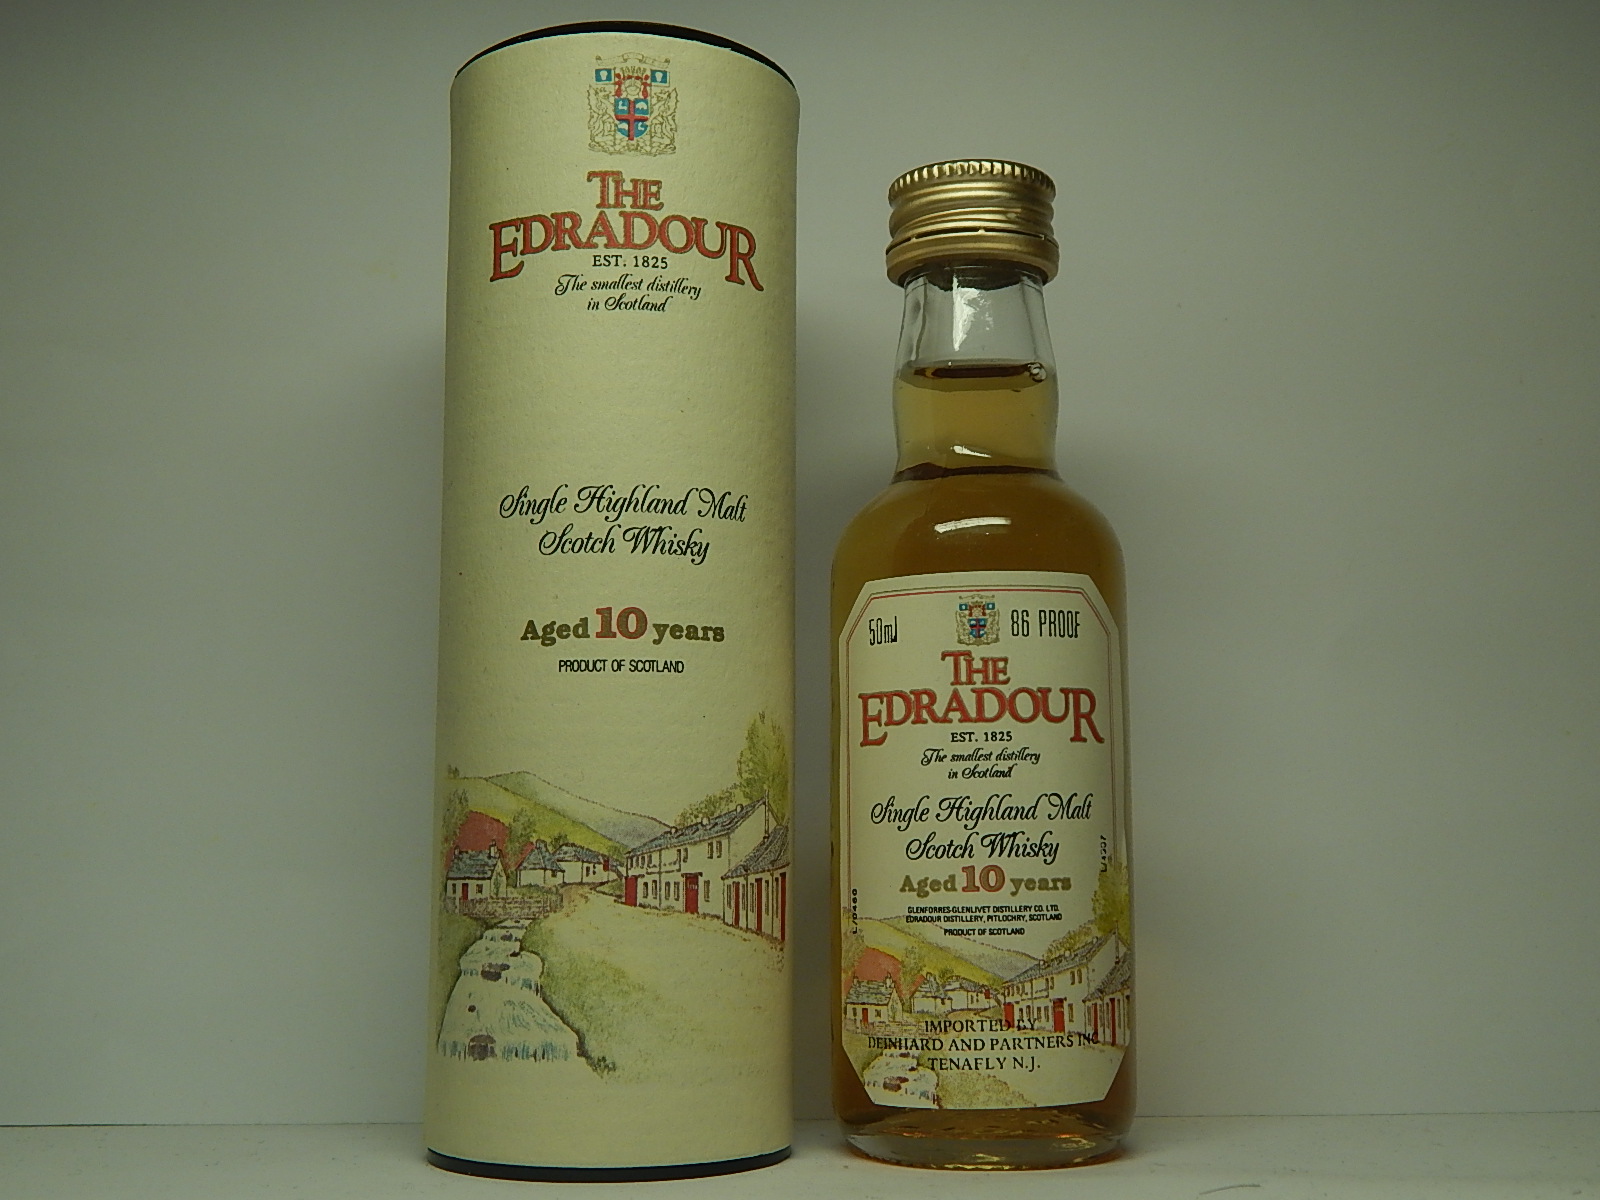 THE
EDRADOUR
EST. 1825
The smallest distillery
in Scotland
Single Highland Malt
Scotch Whisky
Aged 10 years
PRODUCT OF SCOTLAND
50ml
86 PROOF
THE
EDRADOUR
EST. 1825
The smallest distillery
in Scotland
Single Highland Malt
Scotch Whisky
Aged 10 years
GLENFORRES-GLENLIVET DISTILLERY CO. LTD.
EDRADOUR DISTILLERY, PITLOCHRY, SCOTLAND
PRODUCT OF SCOTLAND
IMPORTED BY
DEINHARD AND PARTNERS INC
TENAFLY N.J.